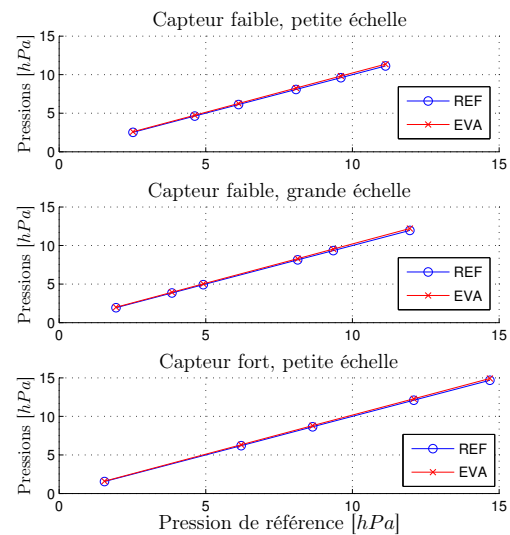 Capteur faible, petite échelle
Pressions [hPa]
15
10
5
0
0 5 10 15
REF
EVA
Capteur faible, grande échelle
Pressions [hPa]
15
10
5
0
0 5 10 15
REF
EVA
Capteur fort, petite échelle
Pressions [hPa]
15
10
5
0
0 5 10 15
REF
EVA
Pression de référence [hPa]